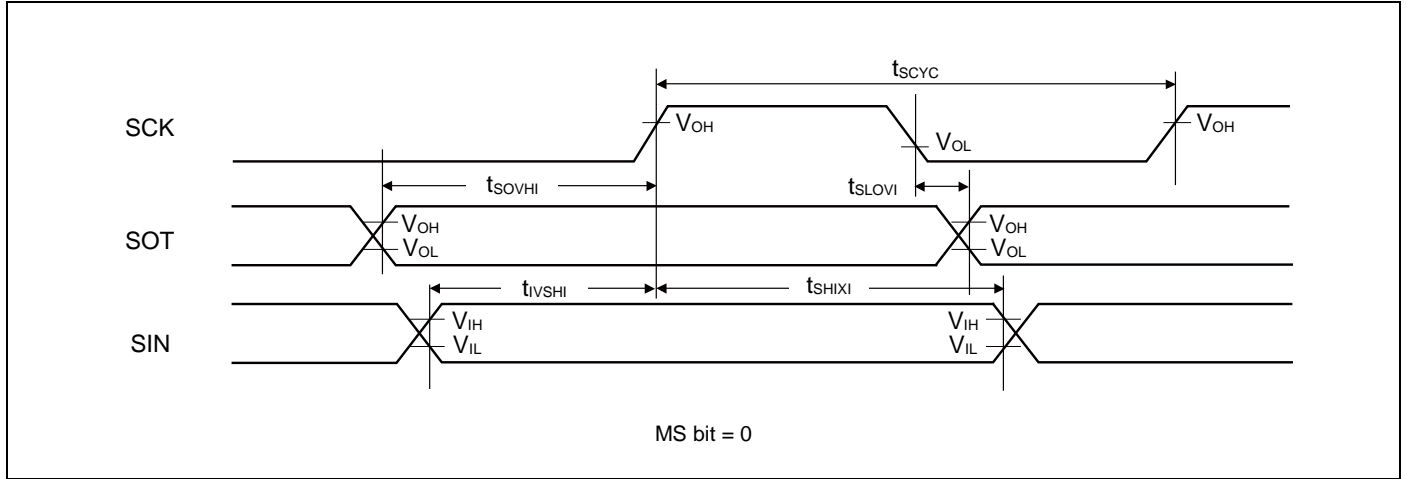 tSCYC
SCK
VOH
VOL
VOH
tSOVHI
tSLOVI
SOT
VOH
VOL
VOH
VOL
tIVSHI
tSHIXI
SIN
VIH
VIL
VIH
VIL
MS bit = 0